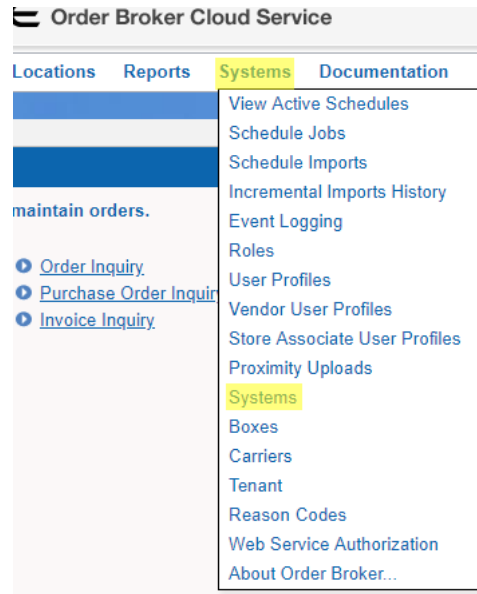 Order Broker Cloud Service
Locations Reports Systems Documentation
View Active Schedules
Schedule Jobs
Schedule Imports
Incremental Imports History
Event Logging
Roles
User Profiles
Vendor User Profiles
Store Associate User Profiles
Proximity Uploads
Systems
Boxes
Carriers
Tenant
Reason Codes
Web Service Authorization
About Order Broker...
maintain orders.
Order Inquiry
Purchase Order Inquir
Invoice Inquiry